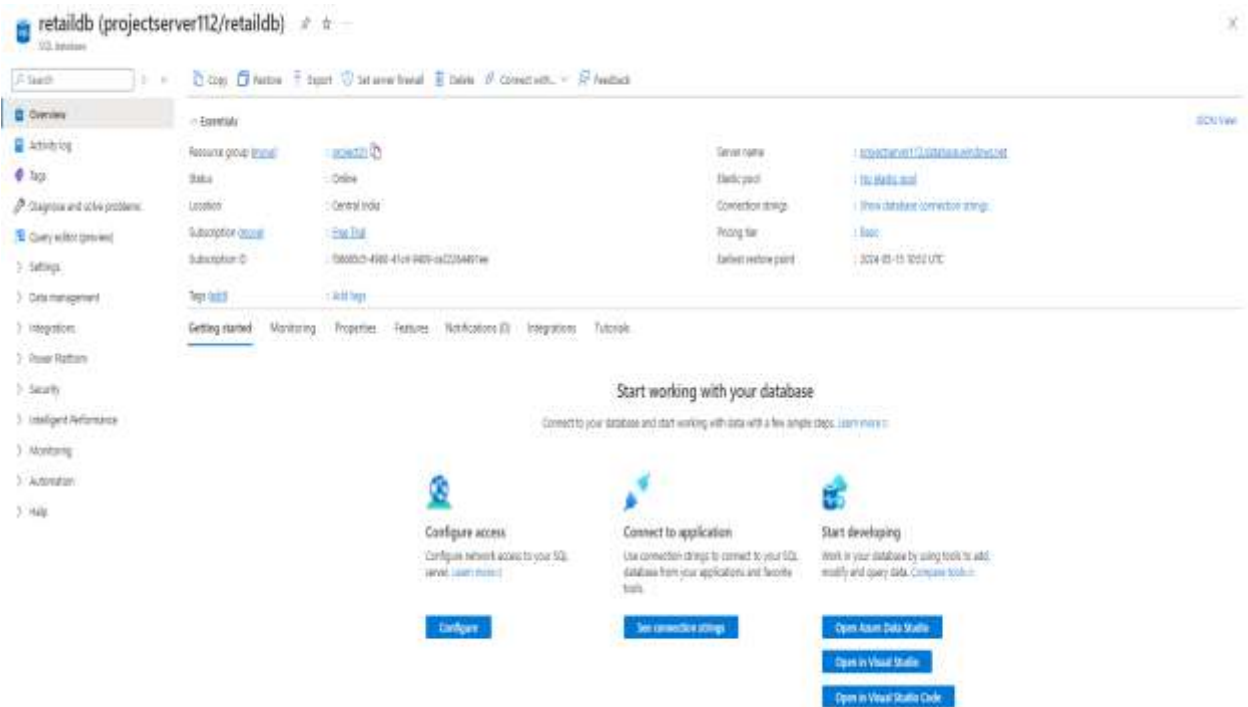 retaildb (projectserver112/retaildb)
SQL database
Search
Copy Restore Export Set server firewall Delete Connect with... Feedback
Overview
Activity log
Tags
Diagnose and solve problems
Query editor (preview)
Settings
Data management
Integrations
Power Platform
Security
Intelligent Performance
Monitoring
Automation
Help
Essentials
JSON View
Resource group (move) :
Status : Online
Location : Central India
Subscription (move) : Free Trial
Subscription ID :
Tags (edit) : Add tags
Server name : projectserver112.database.windows.net
Elastic pool : No elastic pool
Connection strings : Show database connection strings
Pricing tier : Basic
Earliest restore point : UTC
Getting started Monitoring Properties Features Notifications (0) Integrations Tutorials
Start working with your database
Connect to your database and start working with data with a few simple steps. Learn more
Configure access
Configure network access to your SQL
server. Learn more
Configure
Connect to application
Use connection strings to connect to your SQL
database from your applications and favorite
tools.
See connection strings
Start developing
Work in your database by using tools to add,
modify and query data. Compare tools
Open Azure Data Studio
Open in Visual Studio
Open in Visual Studio Code